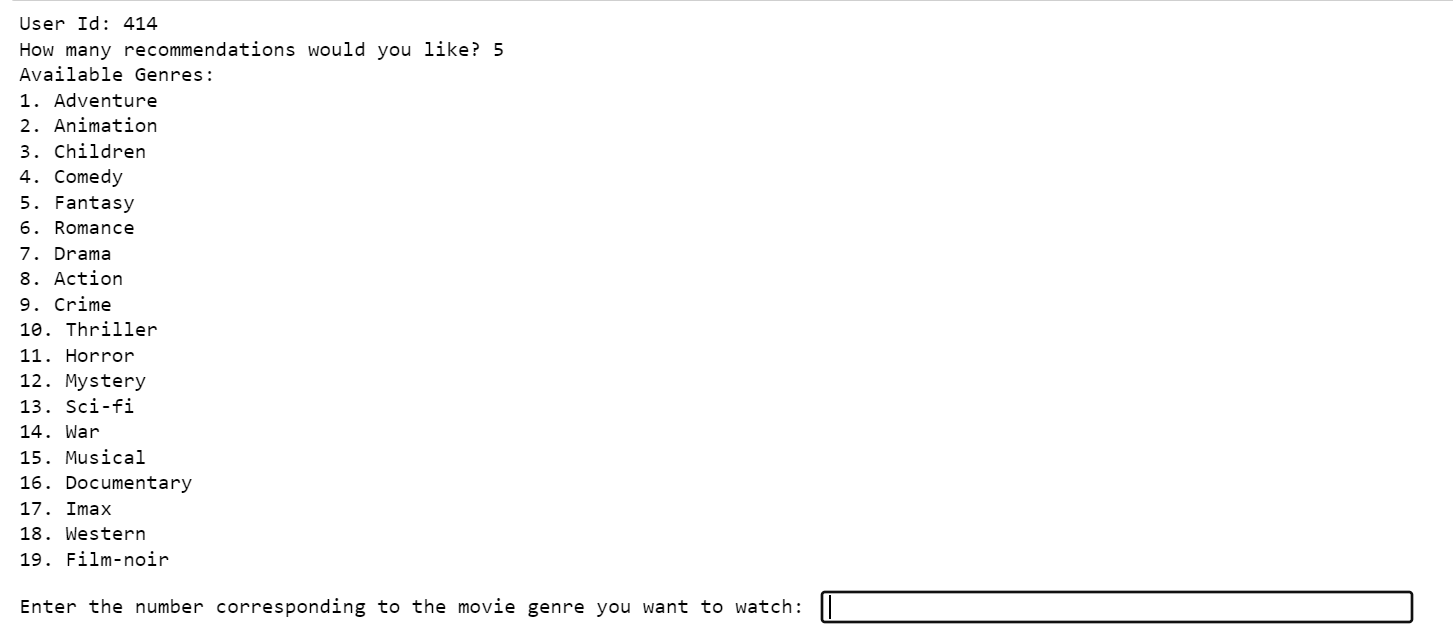 User Id: 414
How many recommendations would you like? 5
Available Genres:
1. Adventure
2. Animation
3. Children
4. Comedy
5. Fantasy
6. Romance
7. Drama
8. Action
9. Crime
10. Thriller
11. Horror
12. Mystery
13. Sci-fi
14. War
15. Musical
16. Documentary
17. Imax
18. Western
19. Film-noir
Enter the number corresponding to the movie genre you want to watch: